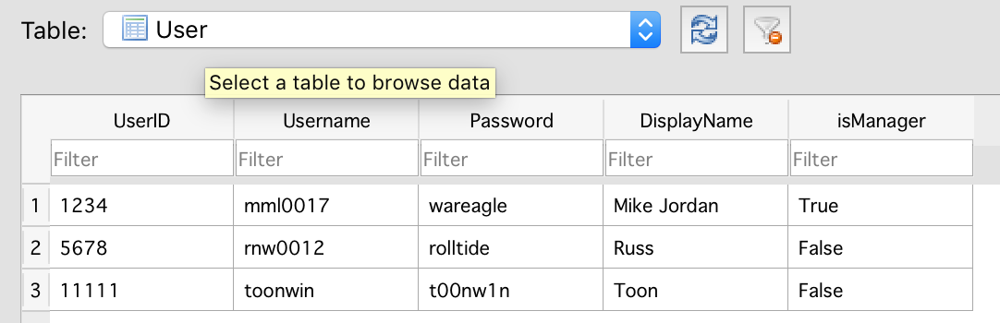 Table: User
Select a table to browse data
UserID Username Password DisplayName isManager
Filter Filter Filter Filter Filter
1 1234 mml0017 wareagle Mike Jordan True
2 5678 rnw0012 rolltide Russ False
3 11111 toonwin t00nw1n Toon False